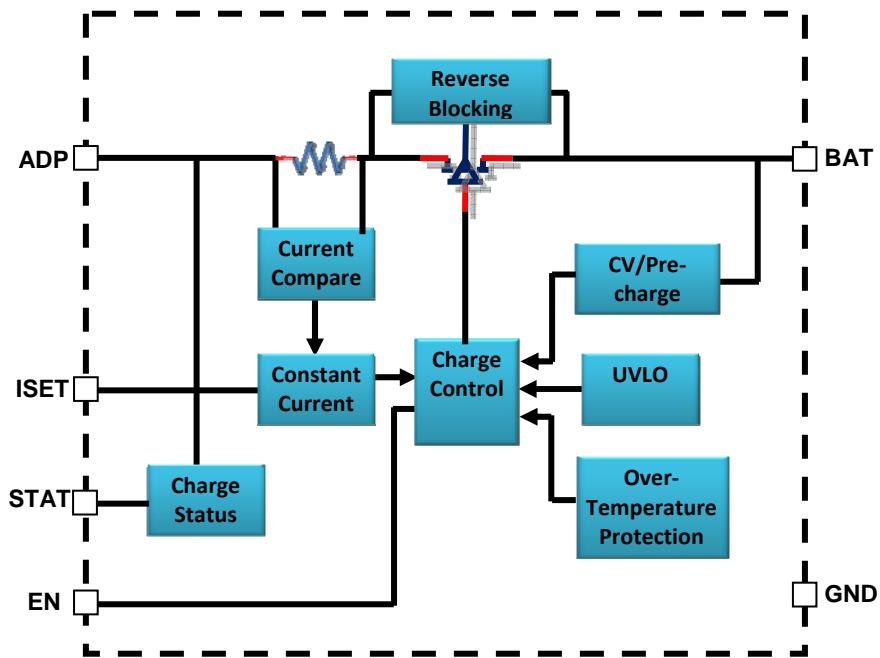 Reverse
Blocking
ADP
BAT
Current
Compare
CV/Pre-
charge
ISET
Constant
Current
Charge
Control
UVLO
STAT
Charge
Status
Over-
Temperature
Protection
EN
GND